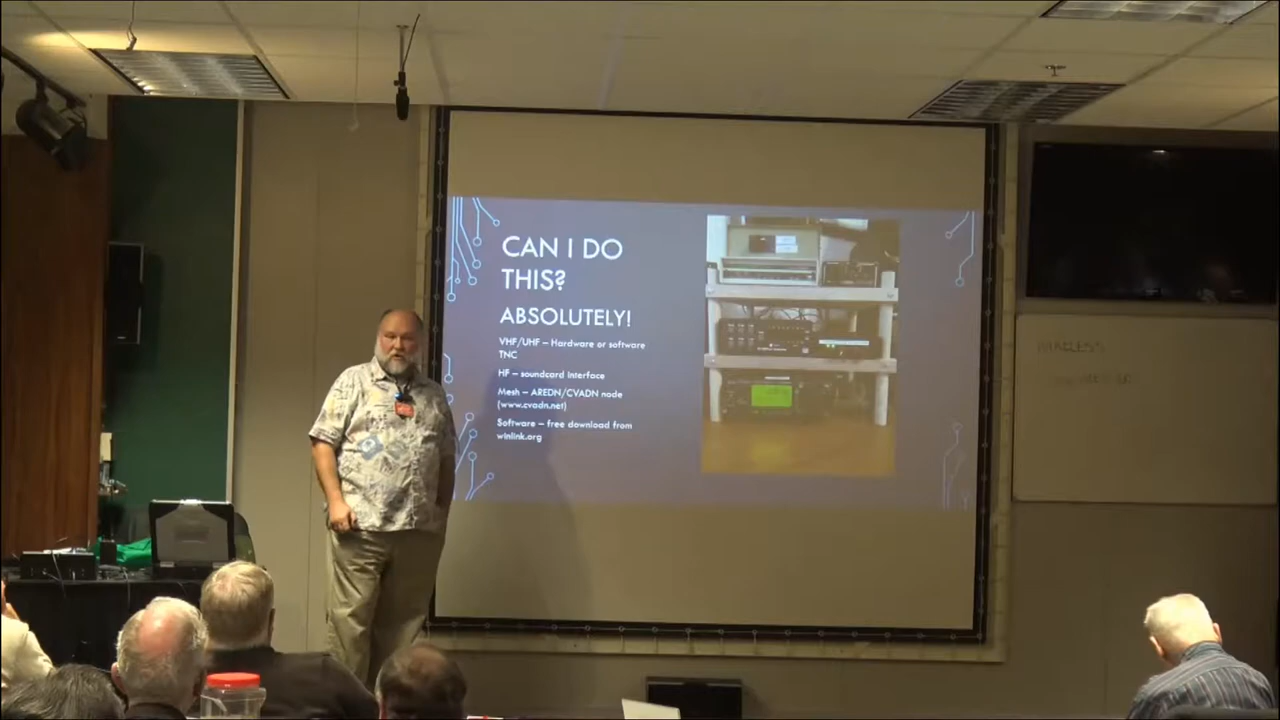 CAN I DO
THIS?
ABSOLUTELY!
VHF/UHF – Hardware or software
TNC
HF – soundcard interface
Mesh – AREDN/CVADN node
(www.cvadn.net)
Software – free download from
winlink.org
WIRELESS